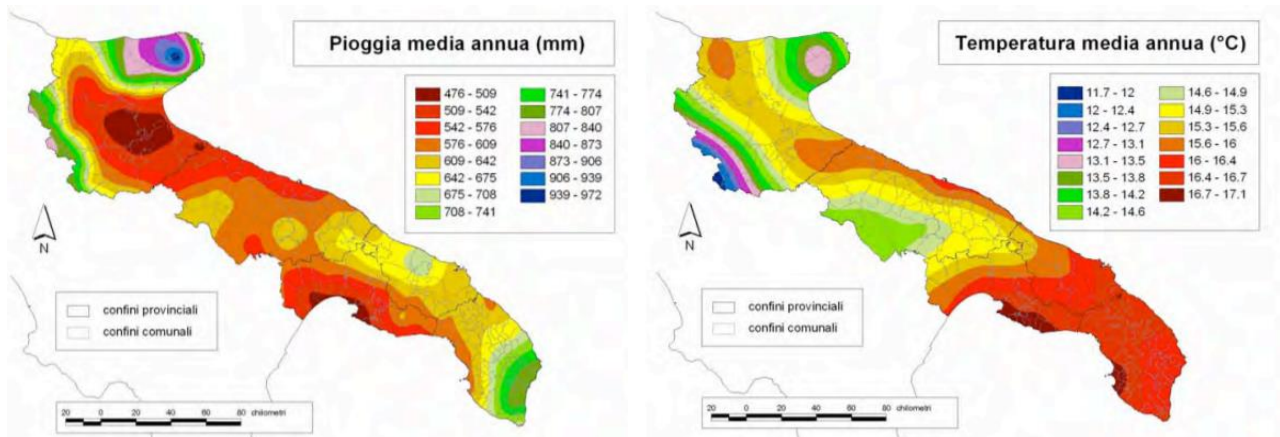 Pioggia media annua (mm)
476 - 509
509 - 542
542 - 576
576 - 609
609 - 642
642 - 675
675 - 708
708 - 741
741 - 774
774 - 807
807 - 840
840 - 873
873 - 906
906 - 939
939 - 972
N
confini provinciali
confini comunali
20 0 20 40 60 80 chilometri
Temperatura media annua (°C)
11.7 - 12
12 - 12.4
12.4 - 12.7
12.7 - 13.1
13.1 - 13.5
13.5 - 13.8
13.8 - 14.2
14.2 - 14.6
14.6 - 14.9
14.9 - 15.3
15.3 - 15.6
15.6 - 16
16 - 16.4
16.4 - 16.7
16.7 - 17.1
N
confini provinciali
confini comunali
20 0 20 40 60 80 chilometri